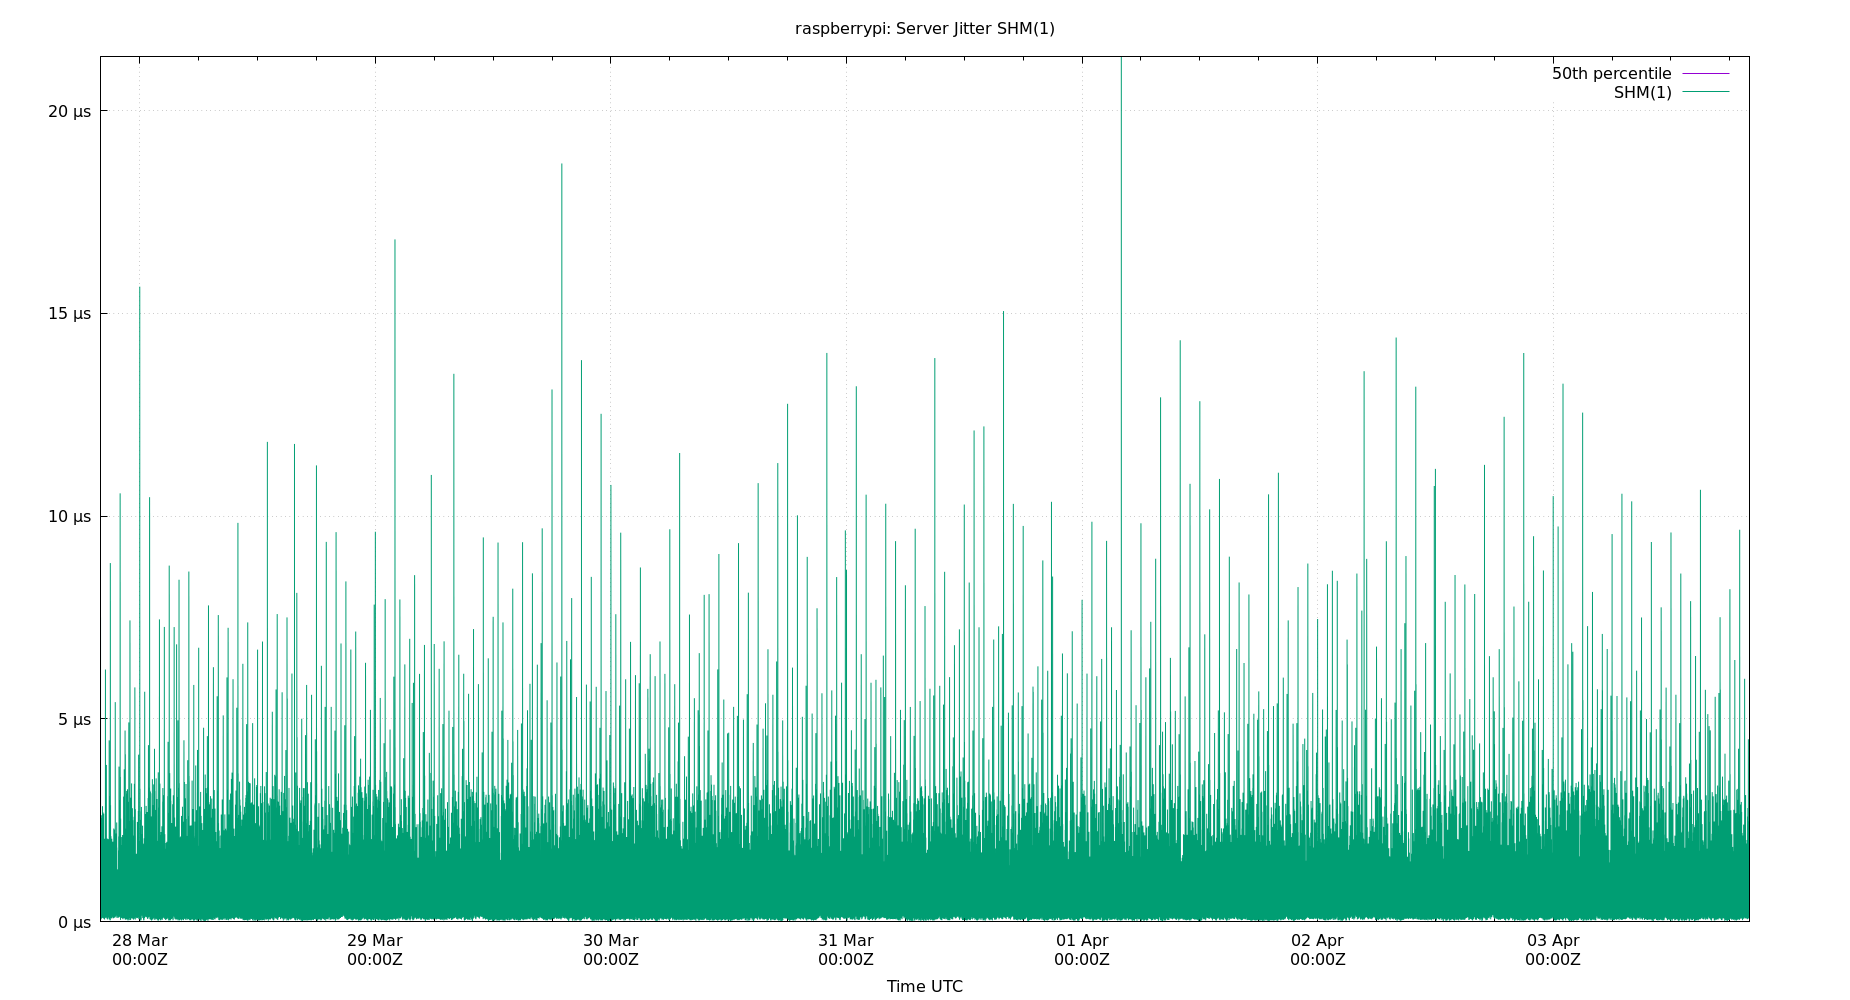 raspberrypi: Server Jitter SHM(1)
50th percentile
SHM(1)
20 µs
15 µs
10 µs
5 µs
0 µs
28 Mar 29 Mar 30 Mar 31 Mar 01 Apr 02 Apr 03 Apr
00:00Z 00:00Z 00:00Z 00:00Z 00:00Z 00:00Z 00:00Z
Time UTC